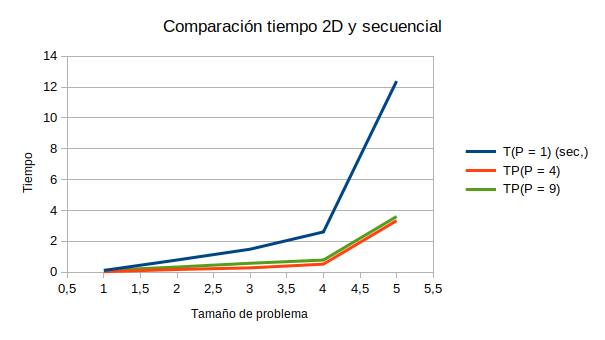 Comparación tiempo 2D y secuencial
14
12
10
8
6
4
2
0
Tiempo
0,5 1 1,5 2 2,5 3 3,5 4 4,5 5 5,5
Tamaño de problema
T(P = 1) (sec,)
TP(P = 4)
TP(P = 9)